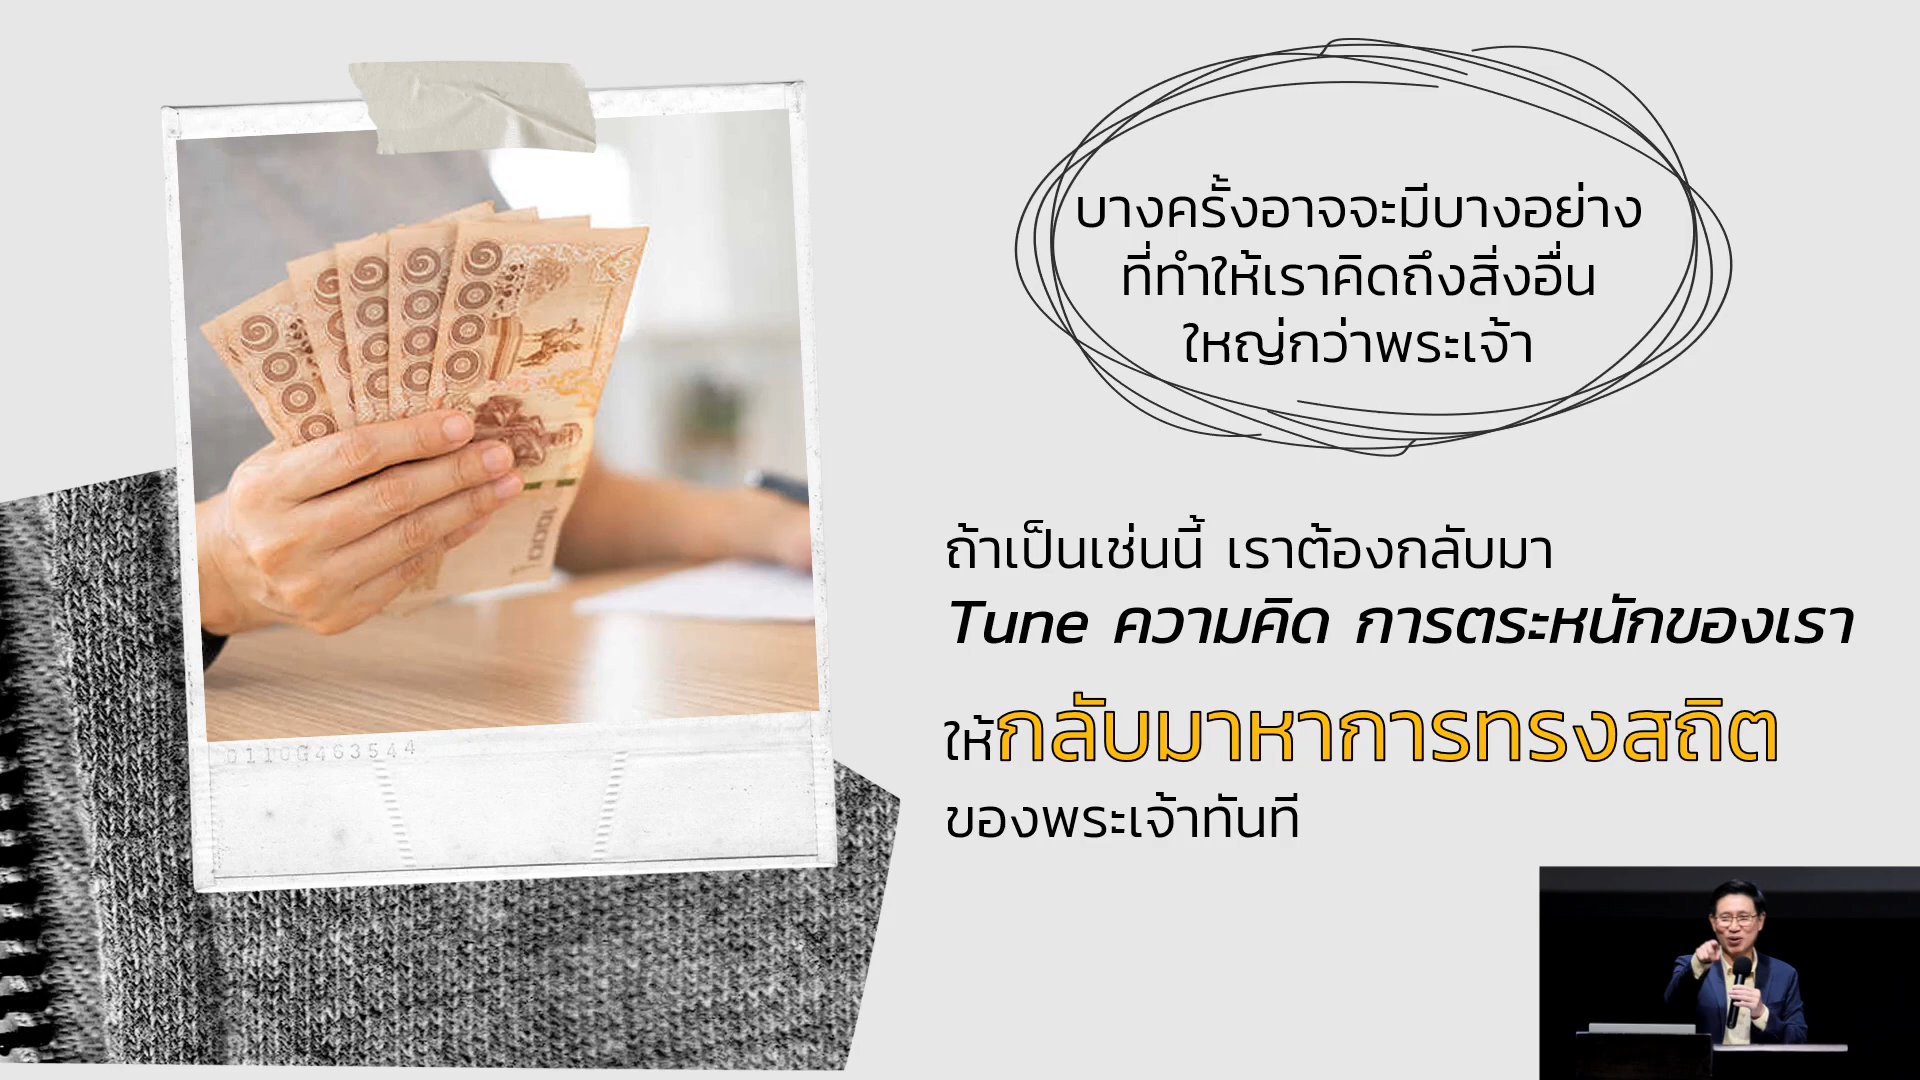 บางครั้งอาจจะมีบางอย่าง
ที่ทำให้เราคิดถึงสิ่งอื่น
ใหญ่กว่าพระเจ้า
ถ้าเป็นเช่นนี้ เราต้องกลับมา
Tune ความคิด การตระหนักของเรา
ให้กลับมาหาการทรงสถิต
ของพระเจ้าทันที
1000
0110G463544